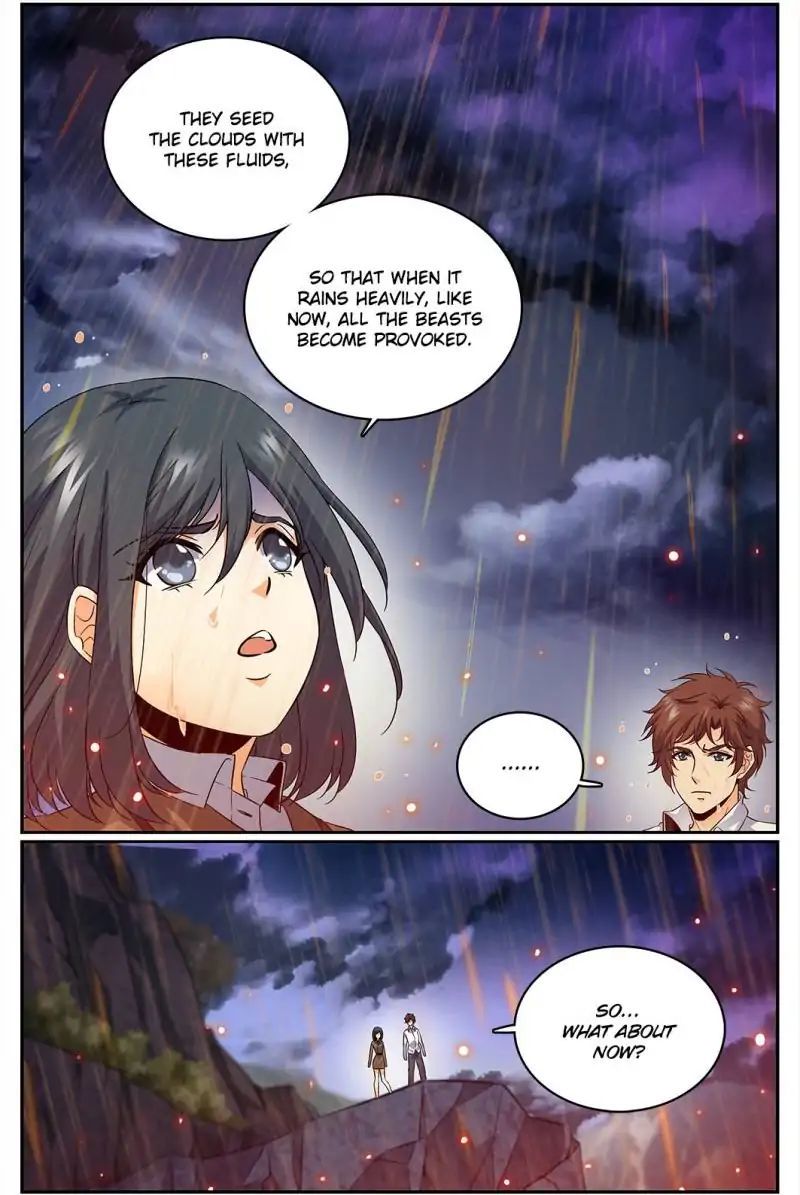 THEY SEED
THE CLOUDS WITH
THESE FLUIDS,
SO THAT WHEN IT
RAINS HEAVILY, LIKE
NOW, ALL THE BEASTS
BECOME PROVOKED.
......
SO...
WHAT ABOUT
NOW?